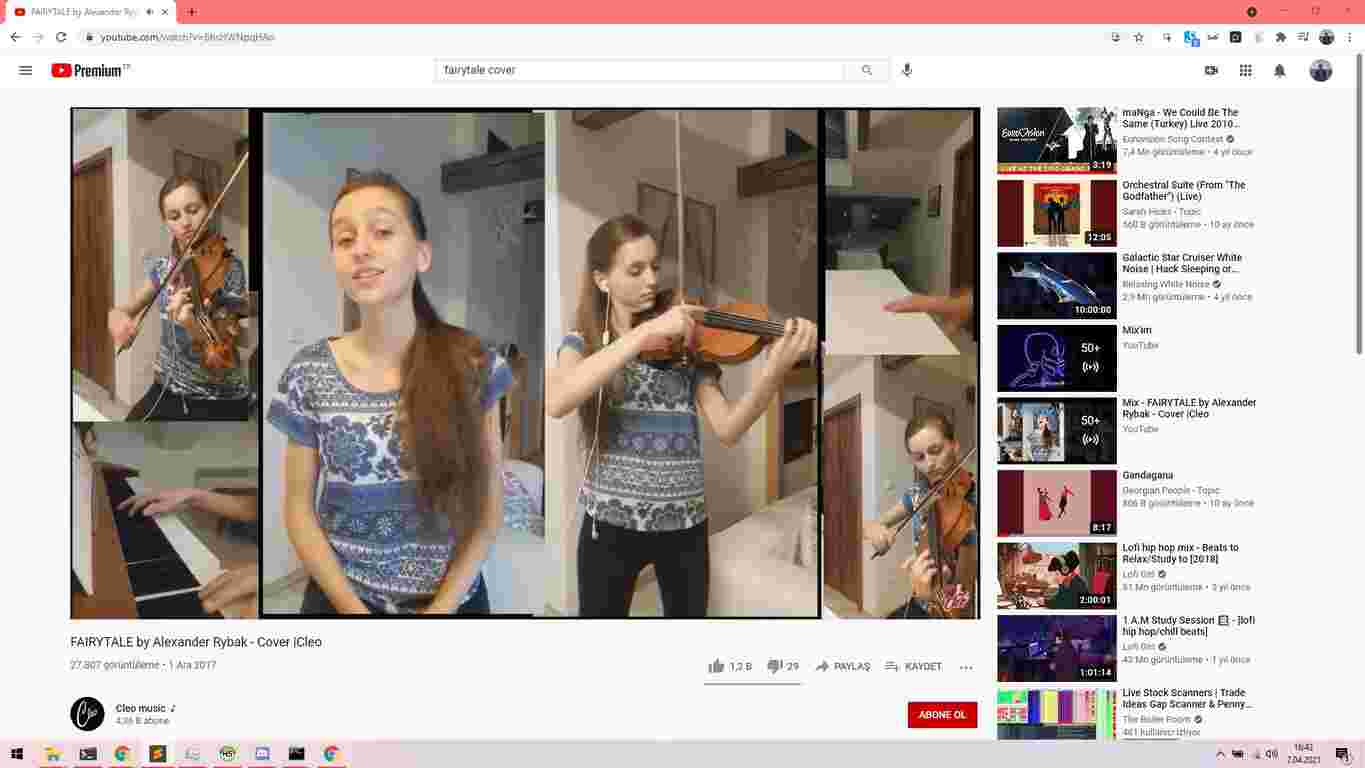 FAIRYTALE by Alexander Ryb
youtube.com/watch?v=
Premium TR
fairytale cover
FAIRYTALE by Alexander Rybak - Cover |Cleo
27.807 görüntüleme • 1 Ara 2017
1,2 B
29
PAYLAŞ
KAYDET
Cleo music ♪
abone
ABONE OL
Cleo
EUROVISION
3:19
maNga - We Could Be The
Same (Turkey) Live 2010...
Eurovision Song Contest
7,4 Mn görüntüleme • 4 yıl önce
12:05
Orchestral Suite (From "The
Godfather") (Live)
Sarah Hicks - Topic
560 B görüntüleme • 10 ay önce
10:00:00
Galactic Star Cruiser White
Noise | Hack Sleeping or...
Relaxing White Noise
2,9 Mn görüntüleme • 4 yıl önce
50+
Mix'im
YouTube
50+
Mix - FAIRYTALE by Alexander
Rybak - Cover |Cleo
YouTube
8:17
Gandagana
Georgian People - Topic
806 B görüntüleme • 10 ay önce
2:00:01
Lofi hip hop mix - Beats to
Relax/Study to [2018]
Lofi Girl
3 yıl önce
1:01:14
1 A.M Study Session - [lofi
hip hop/chill beats]
Lofi Girl
43 Mn görüntüleme • 1 yıl önce
Live Stock Scanners | Trade
Ideas Gap Scanner & Penny...
The Boiler Room
461 kullanıcı izliyor
7.04.2021